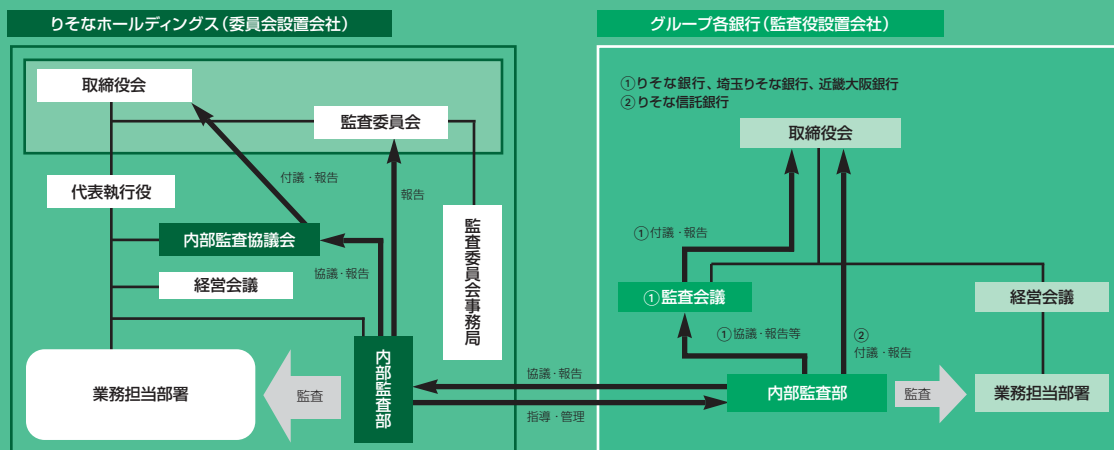 りそなホールディングス(委員会設置会社)
取締役会
監査委員会
代表執行役
付議・報告
報告
内部監査協議会
協議・報告
経営会議
監査委員会事務局
内部監査部
業務担当部署
監査
協議・報告
指導・管理
グループ各銀行(監査役設置会社)
①りそな銀行、埼玉りそな銀行、近畿大阪銀行
②りそな信託銀行
取締役会
①付議・報告
①監査会議
経営会議
①協議・報告等
②
付議・報告
内部監査部
監査
業務担当部署